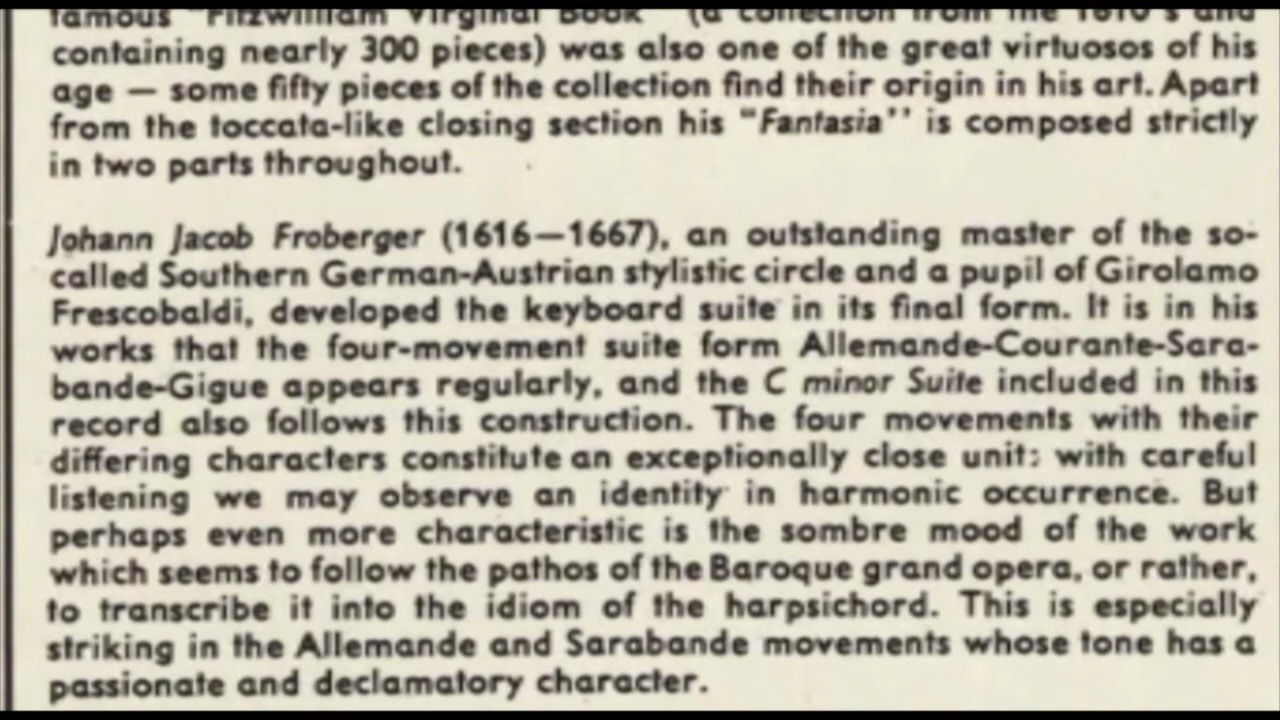 famous "Fitzwilliam Virginal Book" (a collection from the 1610's and
containing nearly 300 pieces) was also one of the great virtuosos of his
age — some fifty pieces of the collection find their origin in his art. Apart
from the toccata-like closing section his "Fantasia'' is composed strictly
in two parts throughout.
Johann Jacob Froberger (1616—1667), an outstanding master of the so-
called Southern German-Austrian stylistic circle and a pupil of Girolamo
Frescobaldi, developed the keyboard suite in its final form. It is in his
works that the four-movement suite form Allemande-Courante-Sara-
bande-Gigue appears regularly, and the C minor Suite included in this
record also follows this construction. The four movements with their
differing characters constitute an exceptionally close unit: with careful
listening we may observe an identity in harmonic occurrence. But
perhaps even more characteristic is the sombre mood of the work
which seems to follow the pathos of the Baroque grand opera, or rather,
to transcribe it into the idiom of the harpsichord. This is especially
striking in the Allemande and Sarabande movements whose tone has a
passionate and declamatory character.